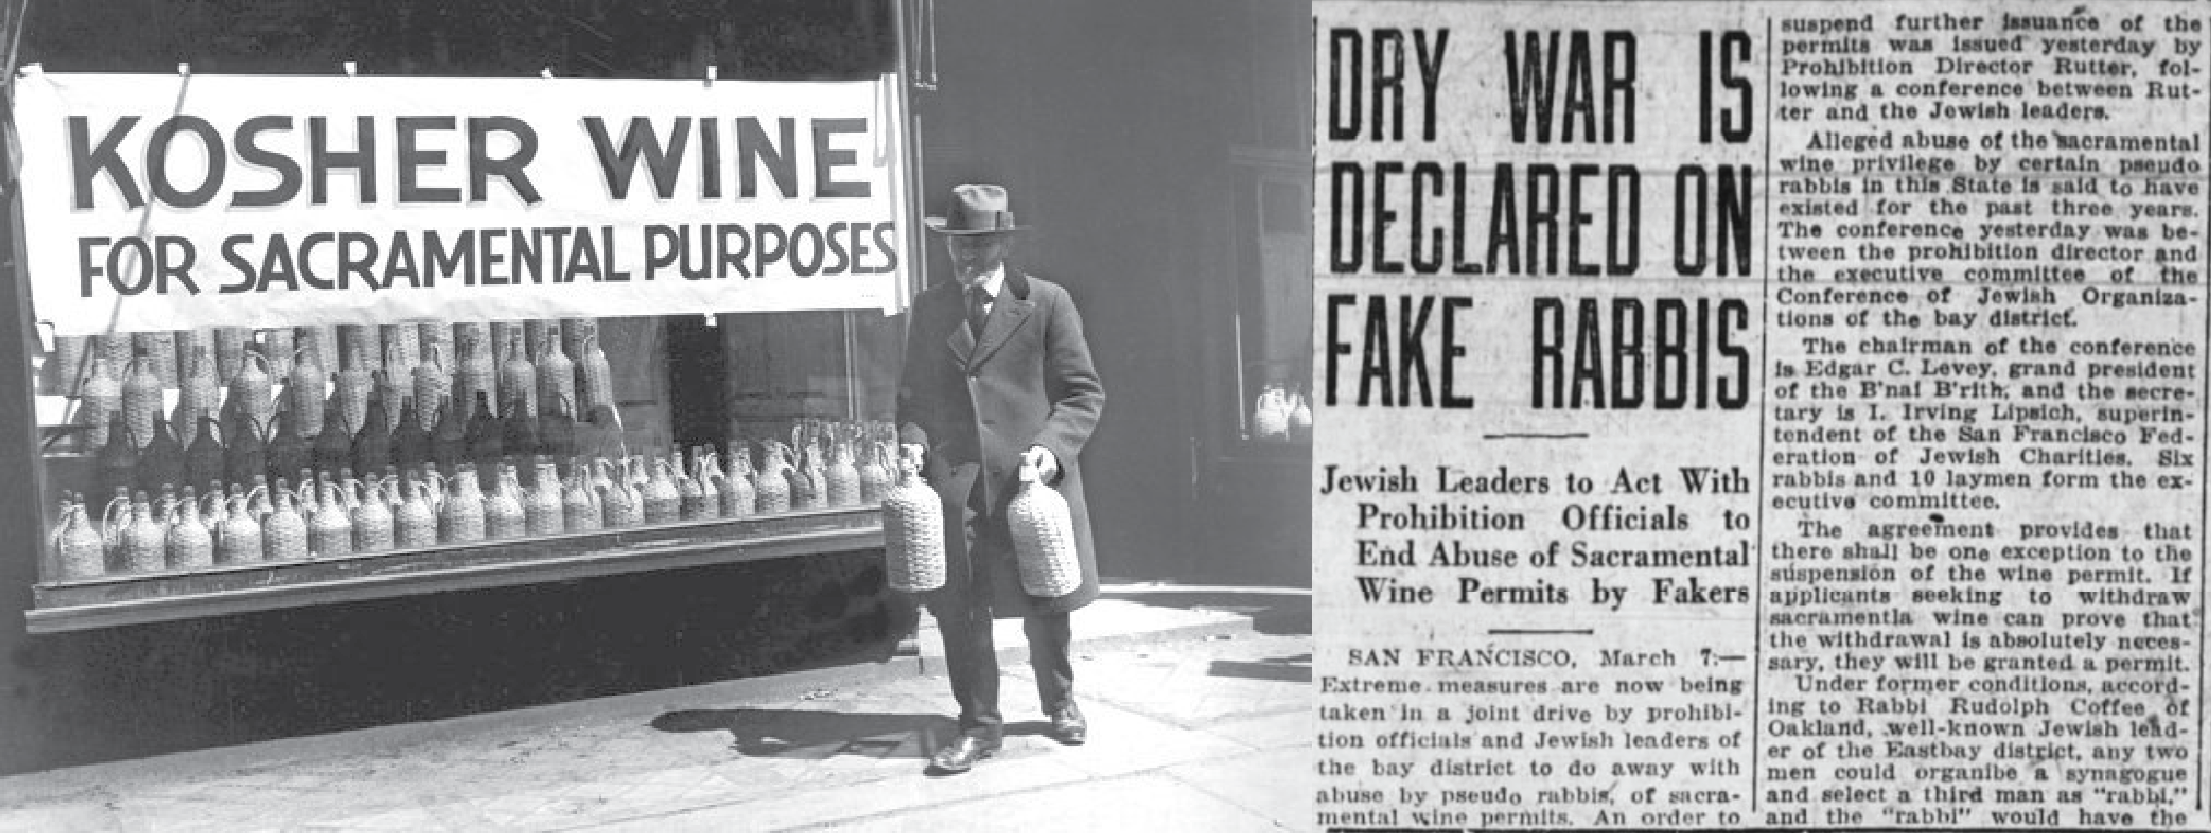 KOSHER WINE
FOR SACRAMENTAL PURPOSES
DRY WAR IS
DECLARED ON
FAKE RABBIS
Jewish Leaders to Act With
Prohibition Officials to
End Abuse of Sacramental
Wine Permits by Fakers
SAN FRANCISCO, March 7:—
Extreme measures are now being
taken in a joint drive by prohibi-
tion officials and Jewish leaders of
the bay district to do away with
abuse by pseudo rabbis, of sacra-
mental wine permits. An order to
suspend further issuance of the
permits was issued yesterday by
Prohibition Director Rutter, fol-
lowing a conference between Rut-
ter and the Jewish leaders.
Alleged abuse of the sacramental
wine privilege by certain pseudo
rabbis in this State is said to have
existed for the past three years.
The conference yesterday was be-
tween the prohibition director and
the executive committee of the
Conference of Jewish Organiza-
tions of the bay district.
The chairman of the conference
is Edgar C. Levey, grand president
of the B'nai B'rith, and the secre-
tary is I. Irving Lipsich, superin-
tendent of the San Francisco Fed-
eration of Jewish Charities. Six
rabbis and 10 laymen form the ex-
ecutive committee.
The agreement provides that
there shall be one exception to the
suspension of the wine permit. If
applicants seeking to withdraw
sacramentla wine can prove that
the withdrawal is absolutely neces-
sary, they will be granted a permit.
Under former conditions, accord-
ing to Rabbi Rudolph Coffee of
Oakland, well-known Jewish lead-
er of the Eastbay district, any two
men could organibe a synagogue
and select a third man as "rabbi,"
and the "rabbi" would have the